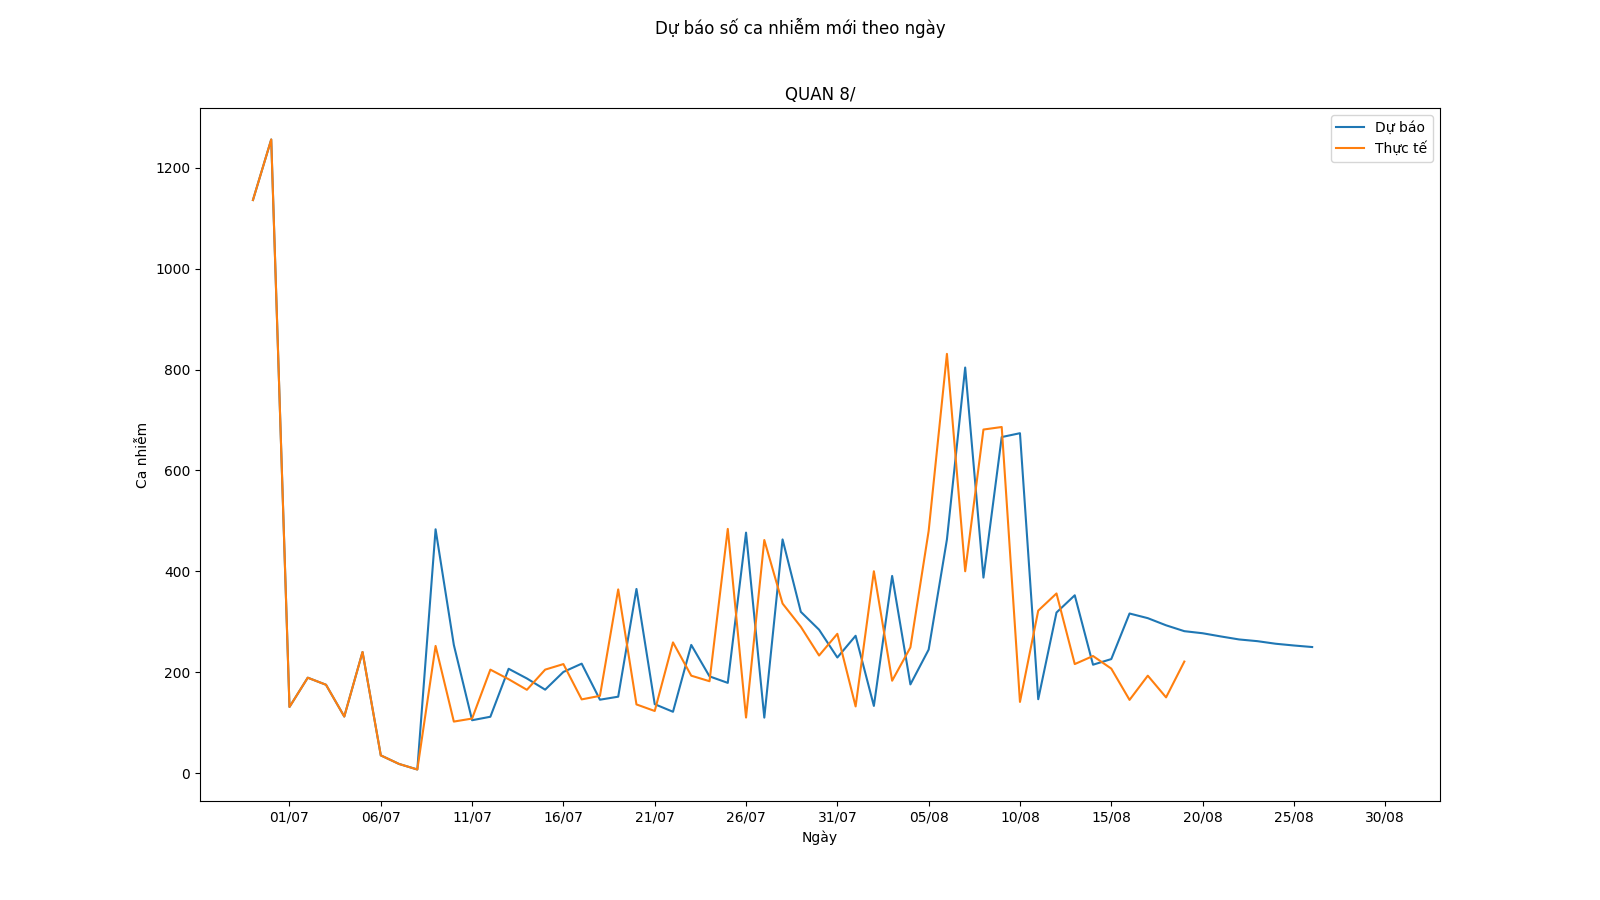 Dự báo số ca nhiễm mới theo ngày
QUAN 8/
Dự báo
Thực tế
1200
1000
800
600
400
200
0
Ca nhiễm
01/07 06/07 11/07 16/07 21/07 26/07 31/07 05/08 10/08 15/08 20/08 25/08 30/08
Ngày